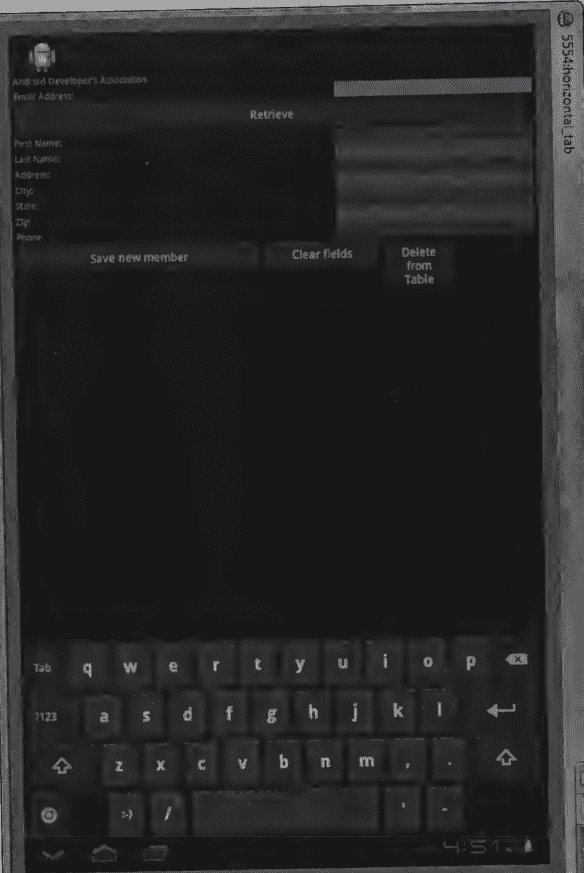 5554:horizontal_tab
Android Developer's Association
Email Address:
Retrieve
First Name:
Last Name:
Address:
City:
State:
Zip:
Phone:
Save new member
Clear fields
Delete
from
Table
Tab q w e r t y u i o p
?123 a s d f g h j k l
z x c v b n m , .
:-) / ' -
4:51